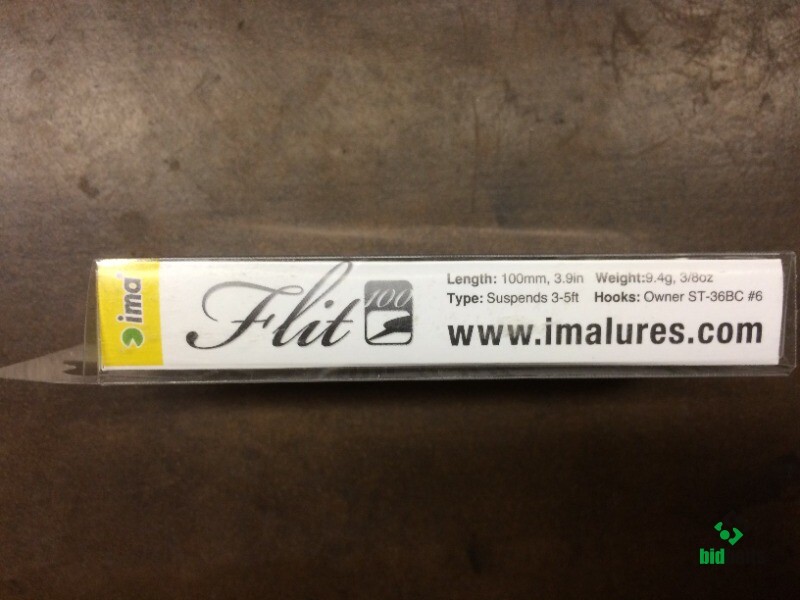 ima
Flit 100
Length: 100mm, 3.9in Weight:9.4g, 3/8oz
Type: Suspends 3-5ft Hooks: Owner ST-36BC #6
www.imalures.com
bid